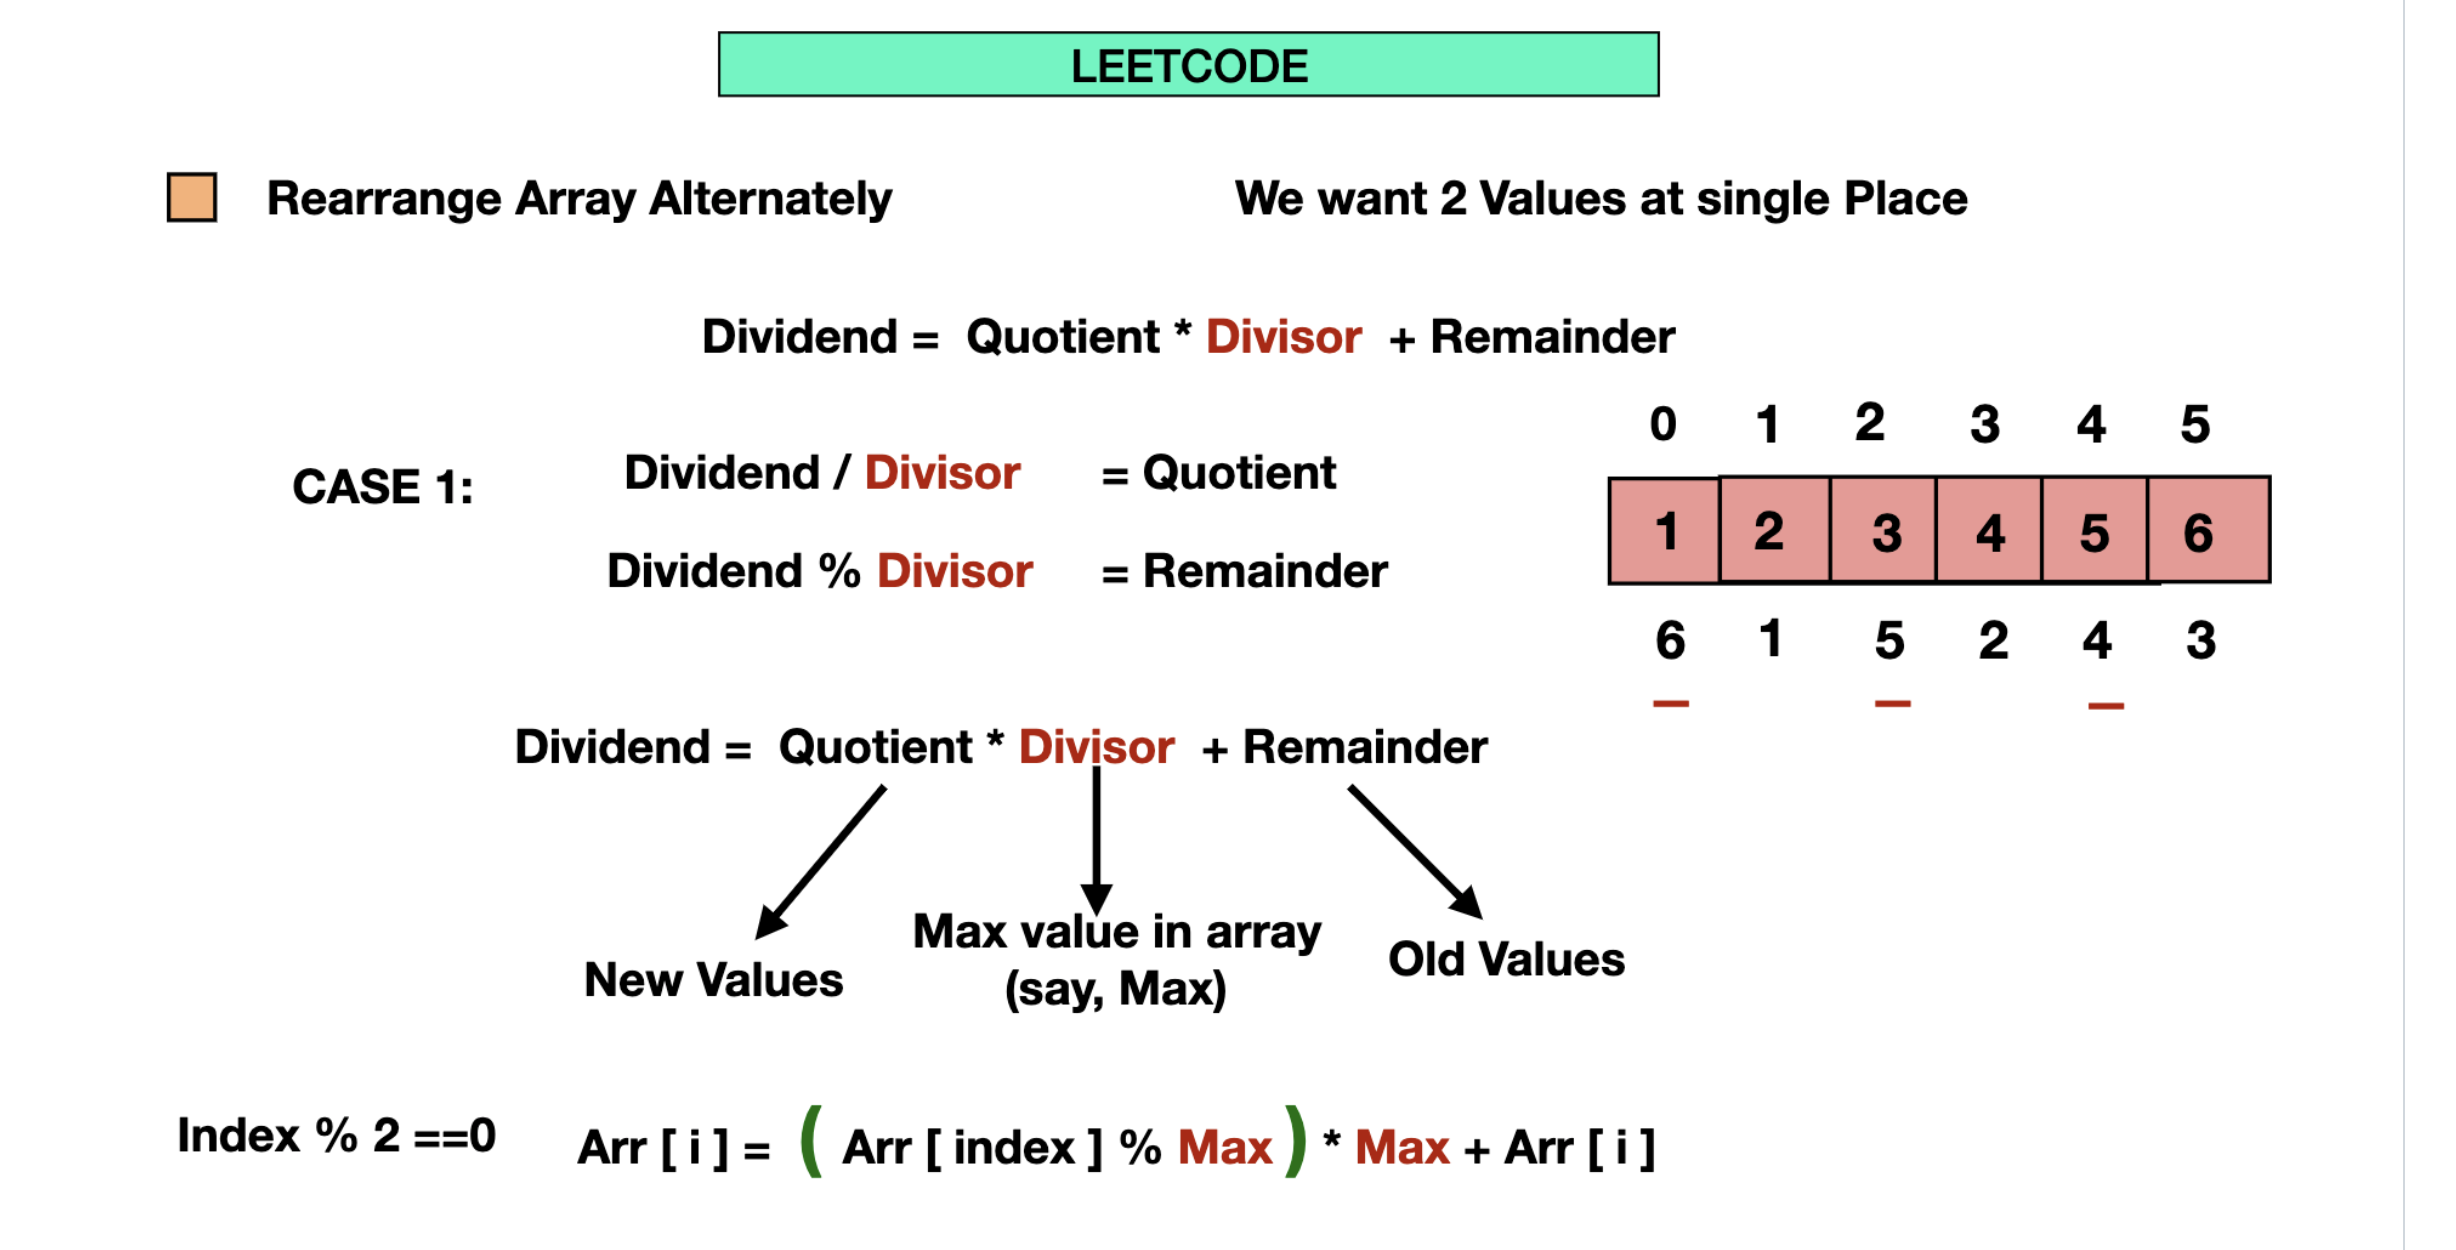 LEETCODE
Rearrange Array Alternately
We want 2 Values at single Place
Dividend = Quotient * Divisor + Remainder
CASE 1:
Dividend / Divisor = Quotient
Dividend % Divisor = Remainder
0 1 2 3 4 5
1 2 3 4 5 6
6 1 5 2 4 3
Dividend = Quotient * Divisor + Remainder
New Values
Max value in array
(say, Max)
Old Values
Index % 2 ==0
Arr [ i ] = ( Arr [ index ] % Max ) * Max + Arr [ i ]